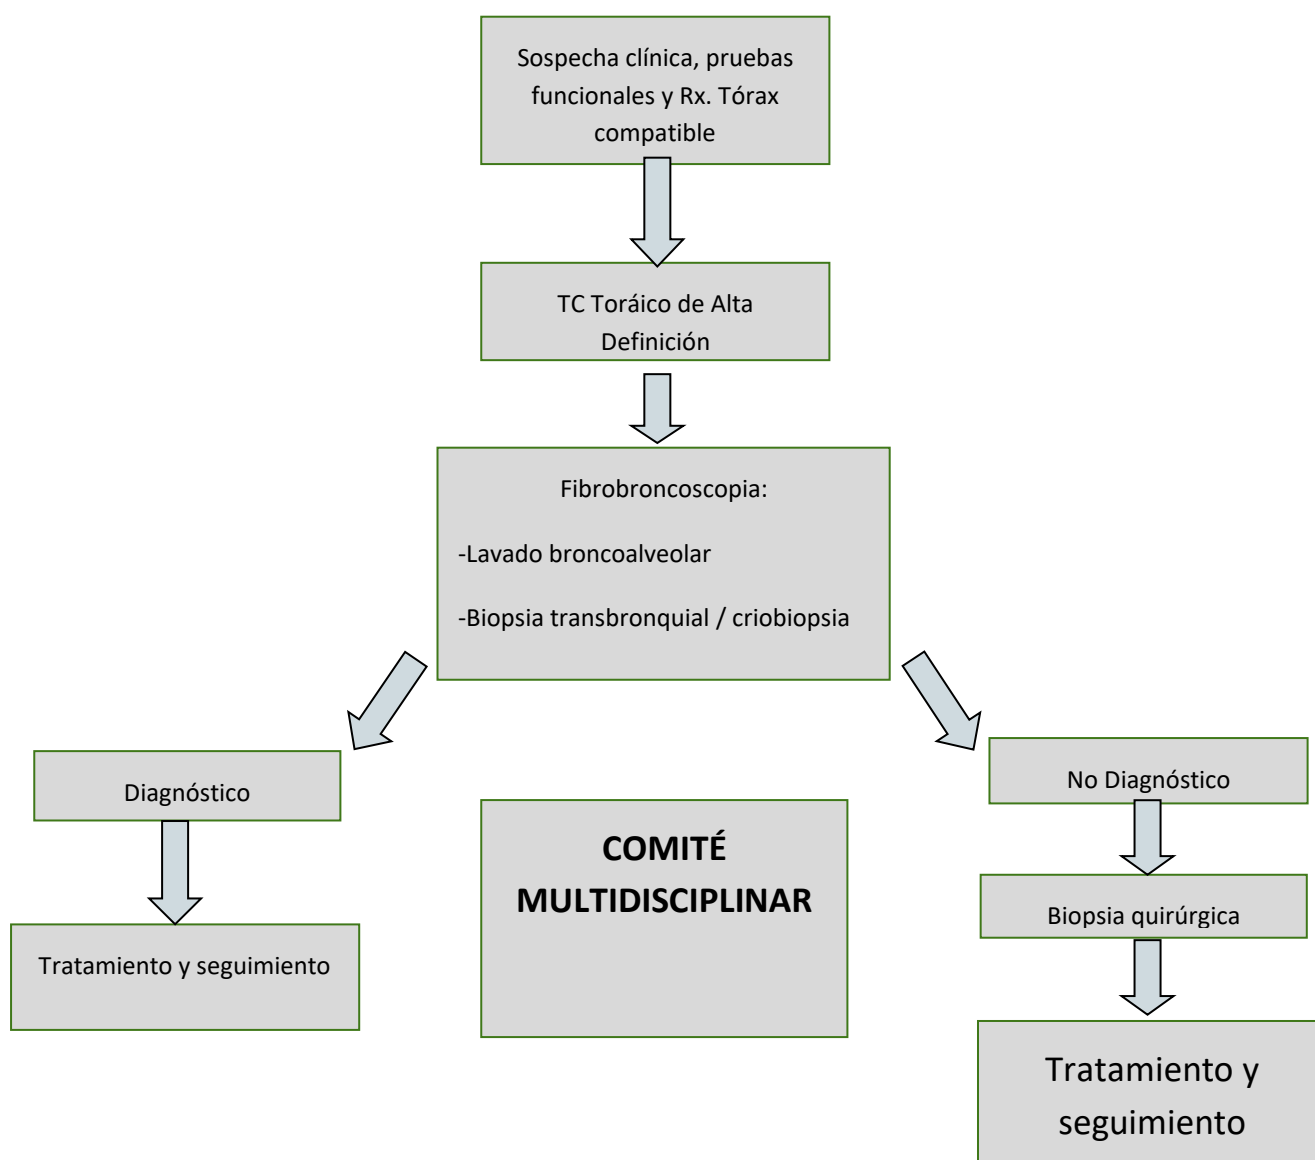 Sospecha clínica, pruebas
funcionales y Rx. Tórax
compatible
TC Toráico de Alta
Definición
Fibrobroncoscopia:
-Lavado broncoalveolar
-Biopsia transbronquial / criobiopsia
Diagnóstico
Tratamiento y seguimiento
COMITÉ
MULTIDISCIPLINAR
No Diagnóstico
Biopsia quirúrgica
Tratamiento y
seguimiento